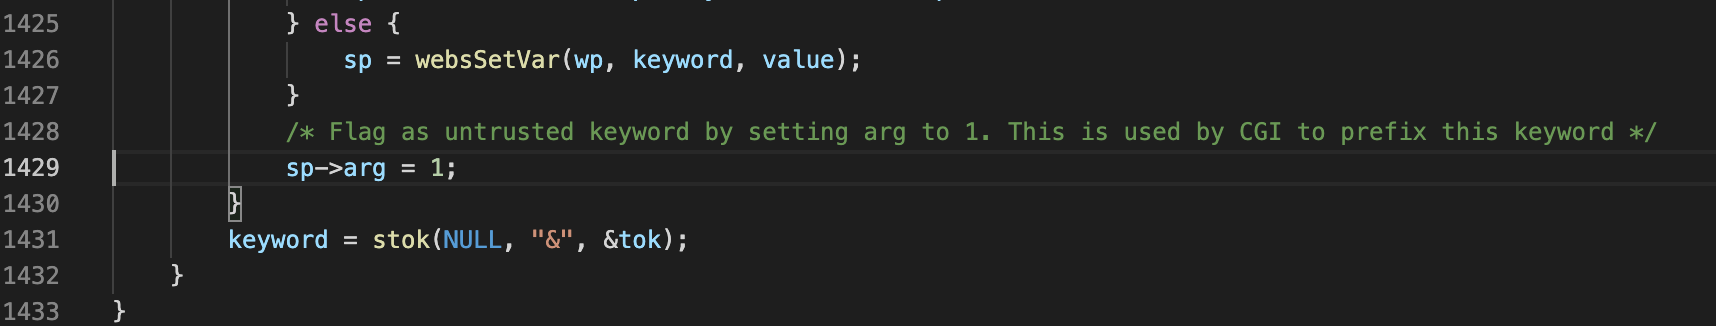 1425 } else {
1426 sp = websSetVar(wp, keyword, value);
1427 }
1428 /* Flag as untrusted keyword by setting arg to 1. This is used by CGI to prefix this keyword */
1429 sp->arg = 1;
1430 }
1431 keyword = stok(NULL, "&", &tok);
1432 }
1433 }